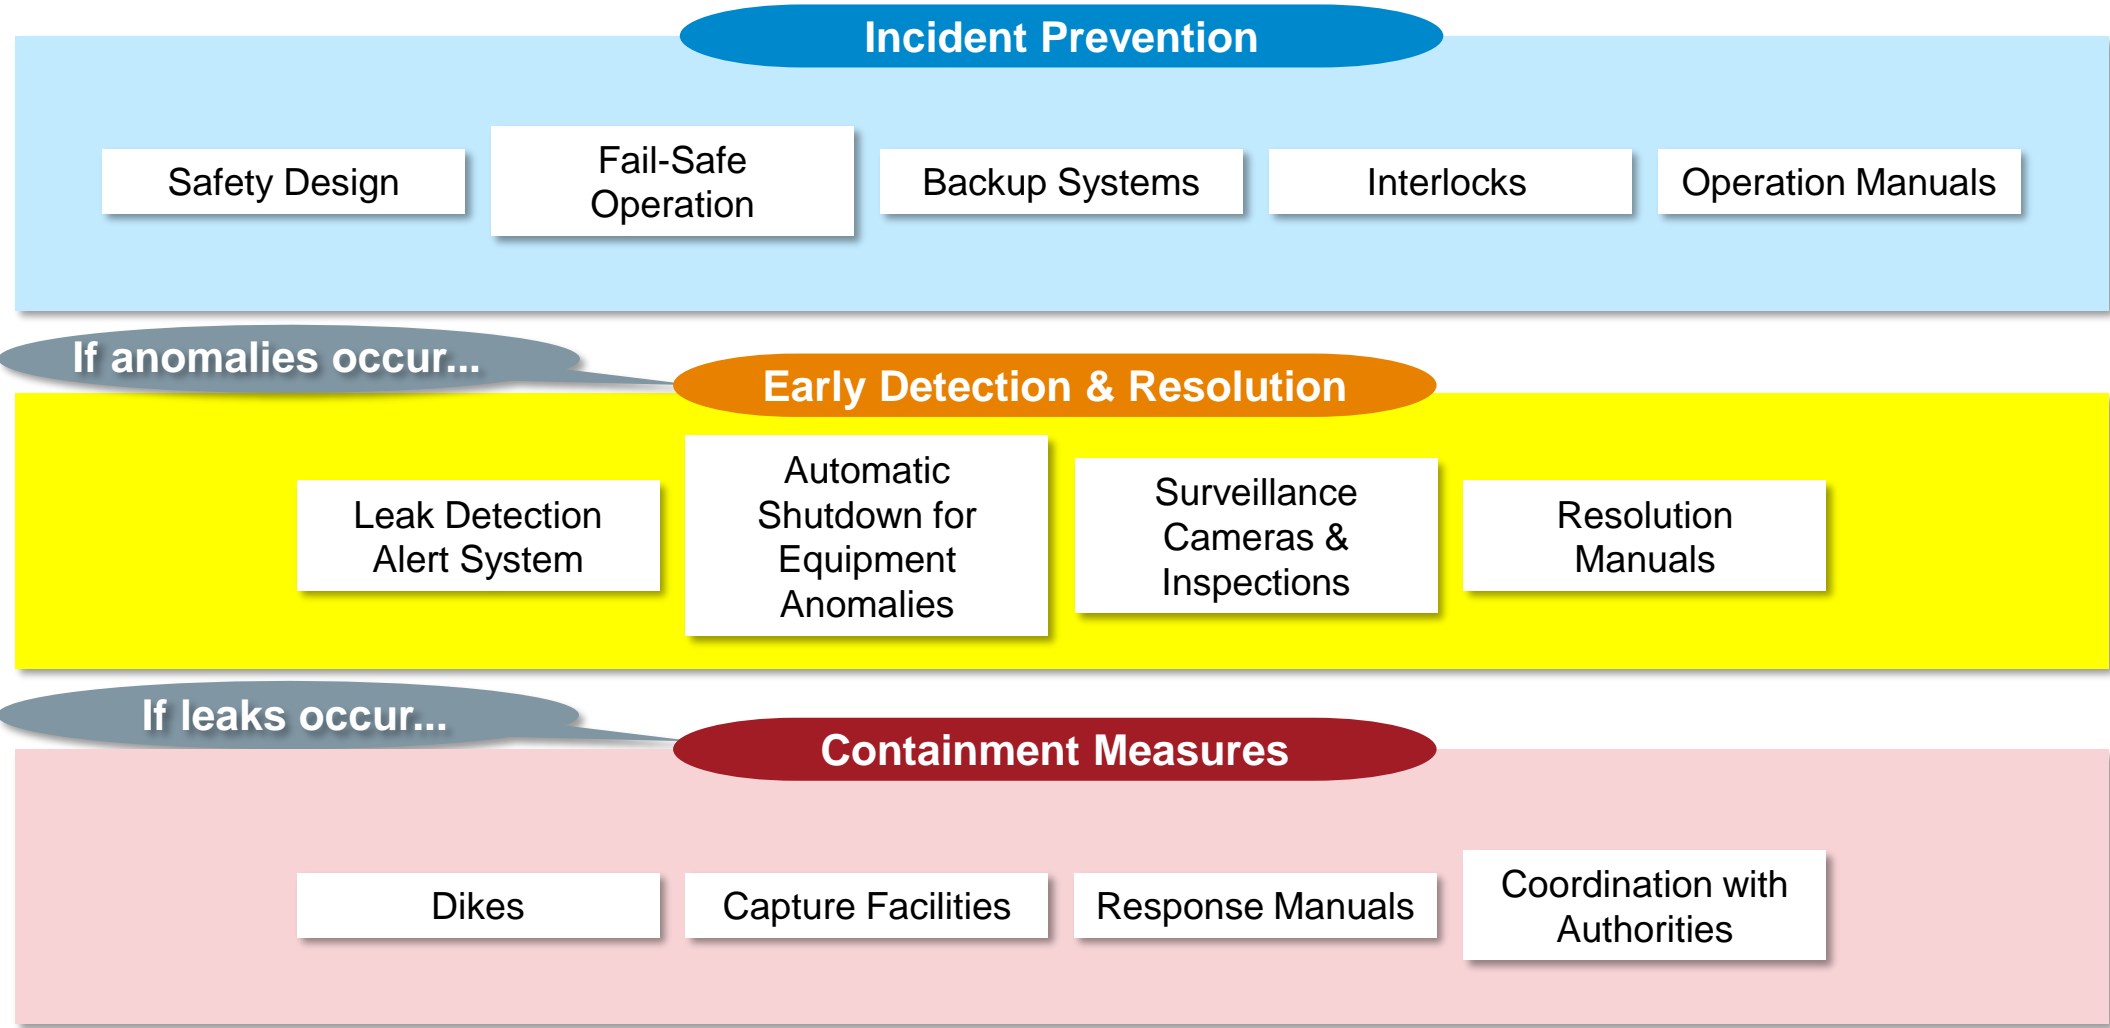 Incident Prevention
Safety Design
Fail-Safe
Operation
Backup Systems
Interlocks
Operation Manuals
If anomalies occur...
Early Detection & Resolution
Leak Detection
Alert System
Automatic
Shutdown for
Equipment
Anomalies
Surveillance
Cameras &
Inspections
Resolution
Manuals
If leaks occur...
Containment Measures
Dikes
Capture Facilities
Response Manuals
Coordination with
Authorities